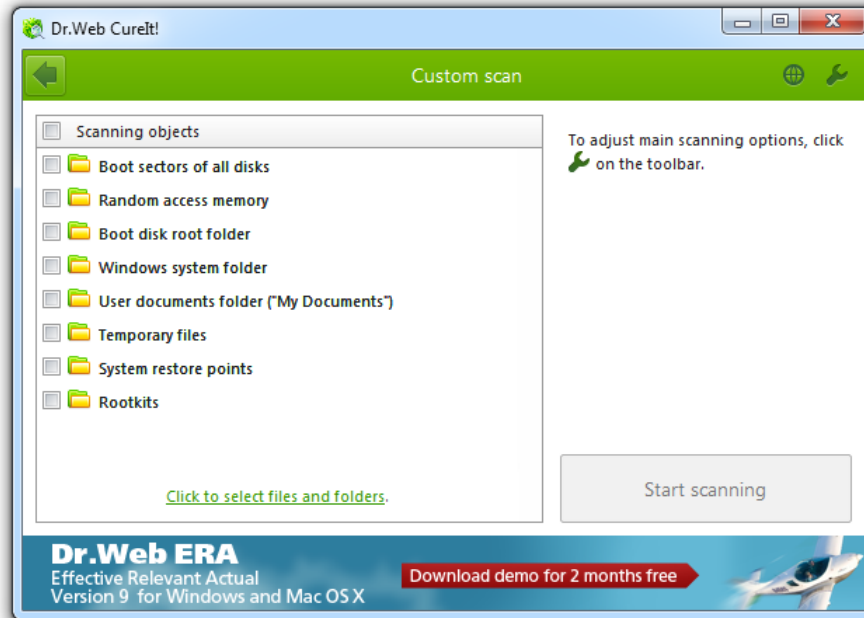 Dr.Web CureIt!
Custom scan
Scanning objects
Boot sectors of all disks
Random access memory
Boot disk root folder
Windows system folder
User documents folder ("My Documents")
Temporary files
System restore points
Rootkits
Click to select files and folders.
To adjust main scanning options, click
on the toolbar.
Start scanning
Dr.Web ERA
Effective Relevant Actual
Version 9 for Windows and Mac OS X
Download demo for 2 months free